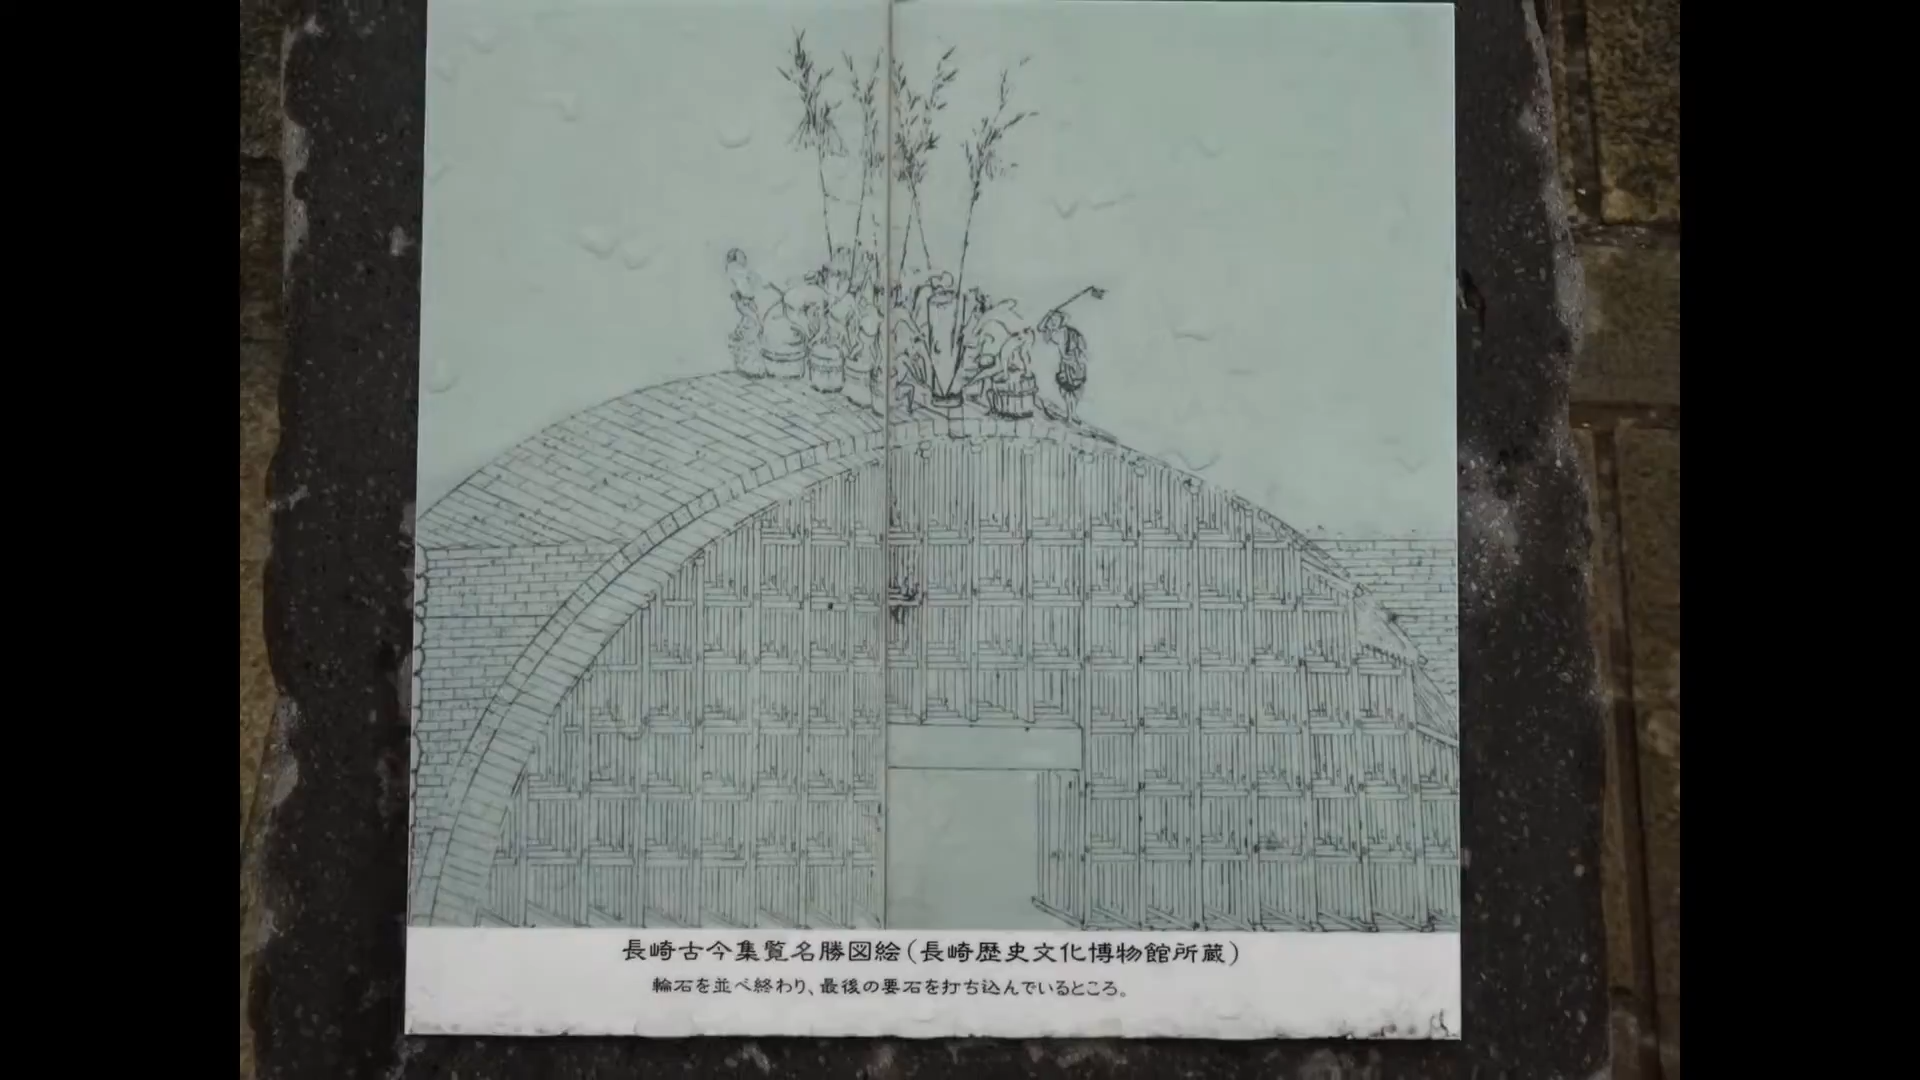 長崎古今集覧名勝図絵(長崎歴史文化博物館所蔵)
輪石を並べ終わり、最後の要石を打ち込んでいるところ。